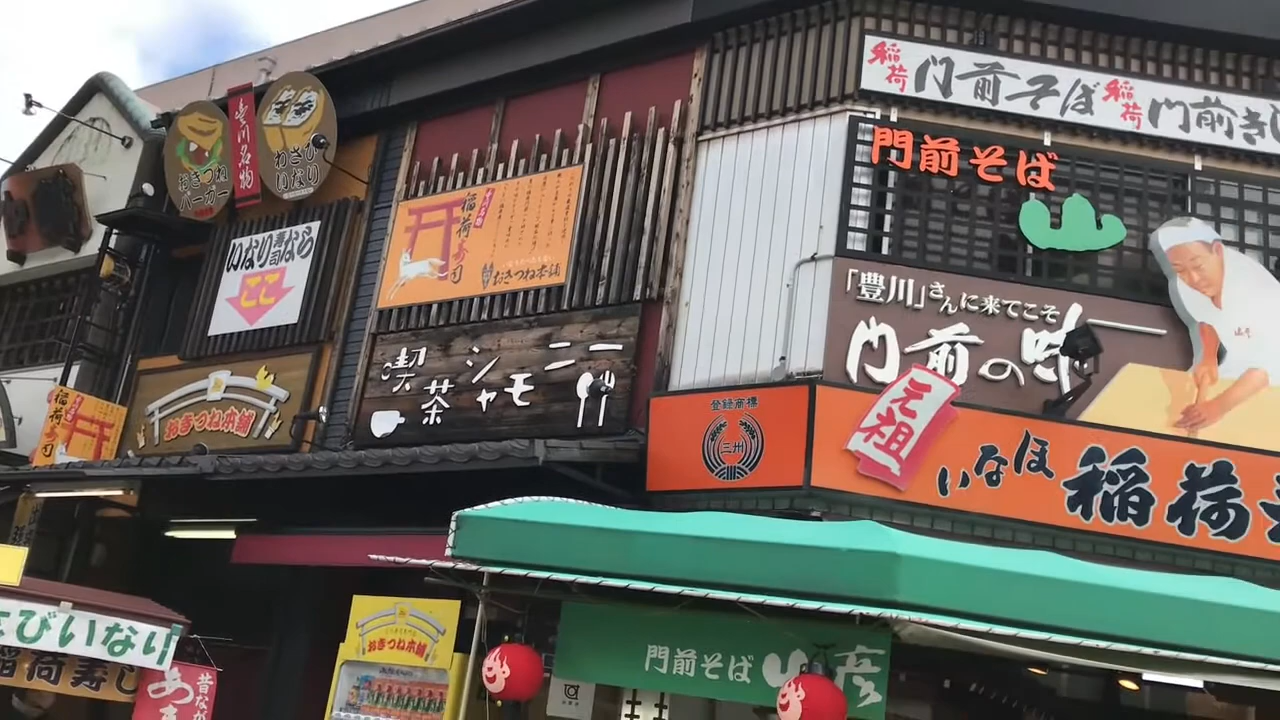 稲荷 門前そば 稲荷 門前き
門前そば
山
「豊川」さんに来てこそ
門前の味
元祖
いなほ 稲荷
登録商標
三州
豊川名物
おきつね
バーガー
わさび
いなり
いなり寿司なら
ここ
稲荷寿司
おきつね本舗
おきつね本舗
稲荷寿司
喫茶 シャモニー
おきつね本舗
びいなり
稲荷寿し
昔なが
あ
門前そば 山彦